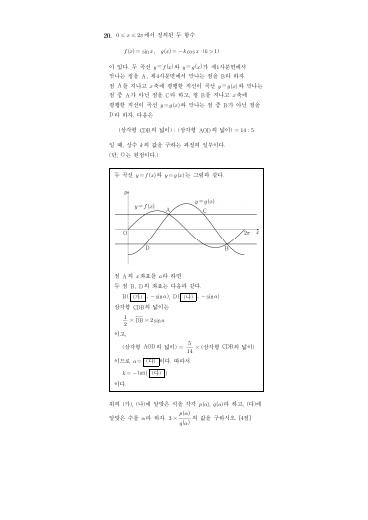 20. 0≤x≤2π에서 정의된 두 함수
f(x)=sin x, g(x)=-k cos x (k>1)
이 있다. 두 곡선 y=f(x)와 y=g(x)가 제1사분면에서
만나는 점을 A, 제4사분면에서 만나는 점을 B라 하자.
점 A를 지나고 x축에 평행한 직선이 곡선 y=g(x)와 만나는
점 중 A가 아닌 점을 C라 하고, 점 B를 지나고 x축에
평행한 직선이 곡선 y=g(x)와 만나는 점 중 B가 아닌 점을
D라 하자. 다음은
(삼각형 CDB의 넓이) : (삼각형 AOD의 넓이) = 14 : 5
일 때, 상수 k의 값을 구하는 과정의 일부이다.
(단, O는 원점이다.)
두 곡선 y=f(x)와 y=g(x)는 그림과 같다.
y
y=f(x)
y=g(x)
A
C
O
2π
x
D
B
점 A의 x좌표를 α라 하면
두 점 B, D의 좌표는 다음과 같다.
B( (가) , -sin α), D( (나) , -sin α)
삼각형 CDB의 넓이는
1/2 × DB × 2sin α
이고,
(삼각형 AOD의 넓이) = 5/14 × (삼각형 CDB의 넓이)
이므로 α = (다) 이다. 따라서
k = -tan( (다) )
이다.
위의 (가), (나)에 알맞은 식을 각각 p(α), q(α)라 하고, (다)에
알맞은 수를 α라 하자. 3× p(α)/q(α) 의 값을 구하시오. [4점]